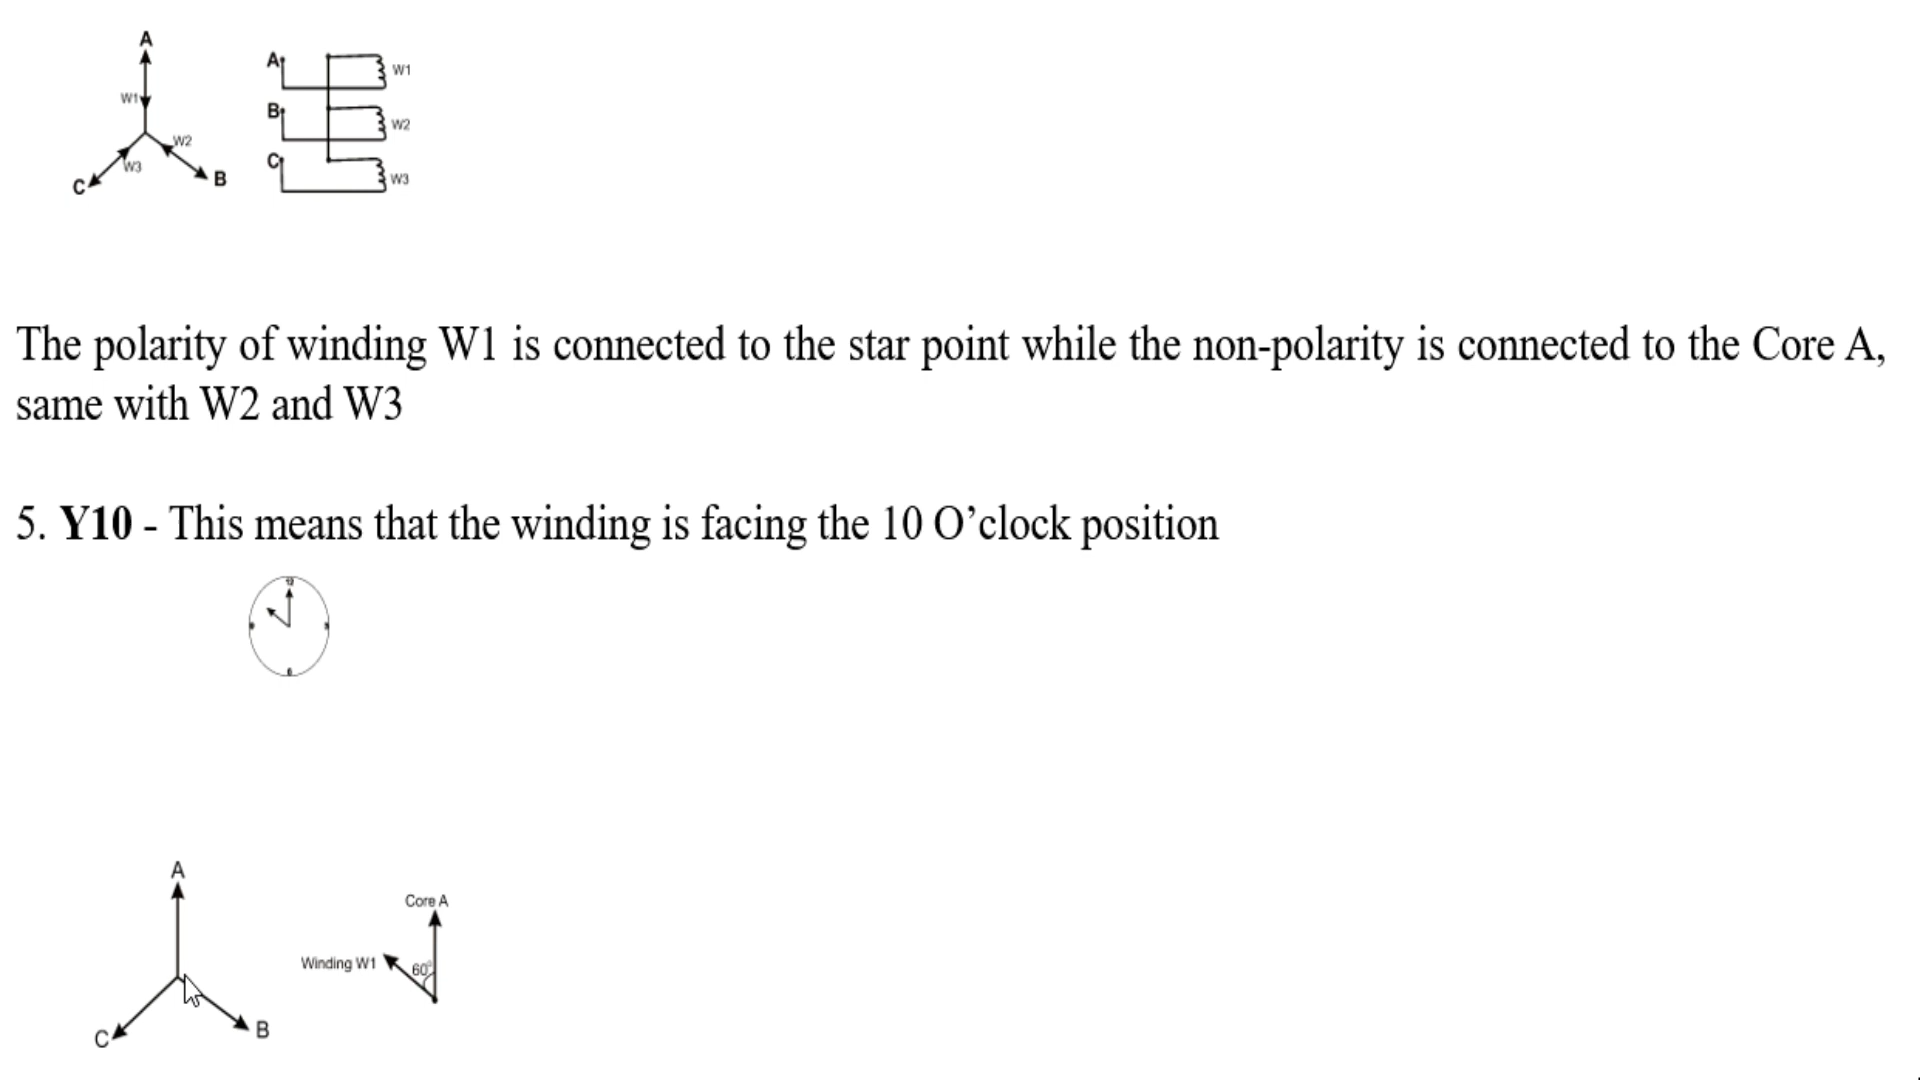 A
W1
W2
W3
C
B
A
B
C
W1
W2
W3
The polarity of winding W1 is connected to the star point while the non-polarity is connected to the Core A,
same with W2 and W3
5. Y10 - This means that the winding is facing the 10 O’clock position
12
A
C
B
Core A
Winding W1
60°